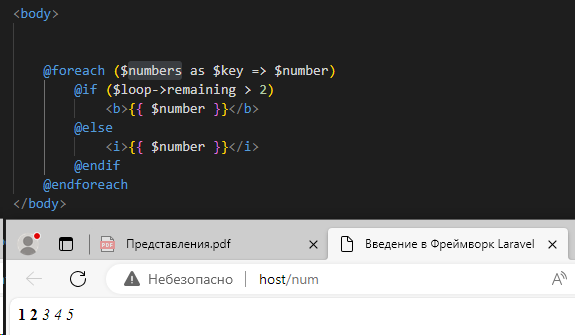 <body>
@foreach ($numbers as $key => $number)
@if ($loop->remaining > 2)
<b>{{ $number }}</b>
@else
<i>{{ $number }}</i>
@endif
@endforeach
</body>
Представления.pdf
Введение в Фреймворк Laravel
Небезопасно host/num
1 2 3 4 5